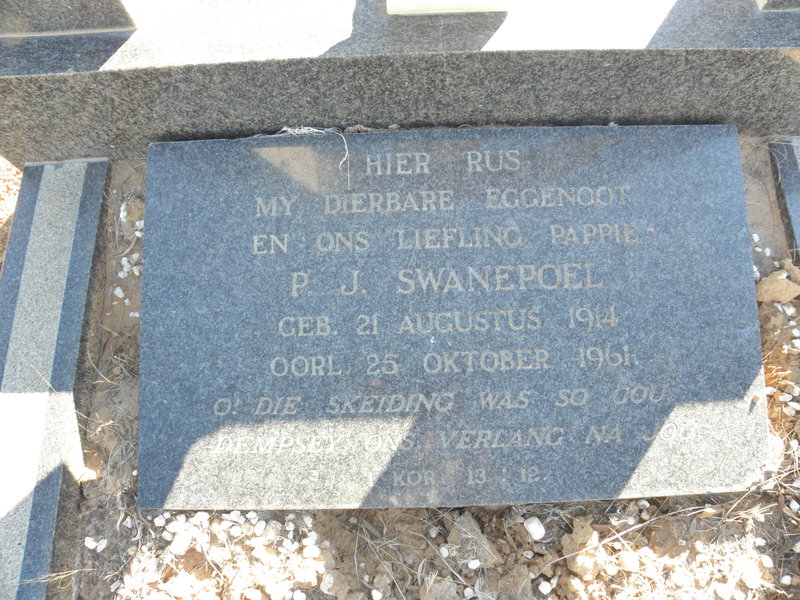 HIER RUS
MY DIERBARE EGGENOOT
EN ONS LIEFLING PAPPIE
P. J. SWANEPOEL
GEB. 21 AUGUSTUS 1914
OORL. 25 OKTOBER 1961.
O! DIE SKEIDING WAS SO GOU
DEMPSEY ONS VERLANG NA JOU
KOR 13 : 12.